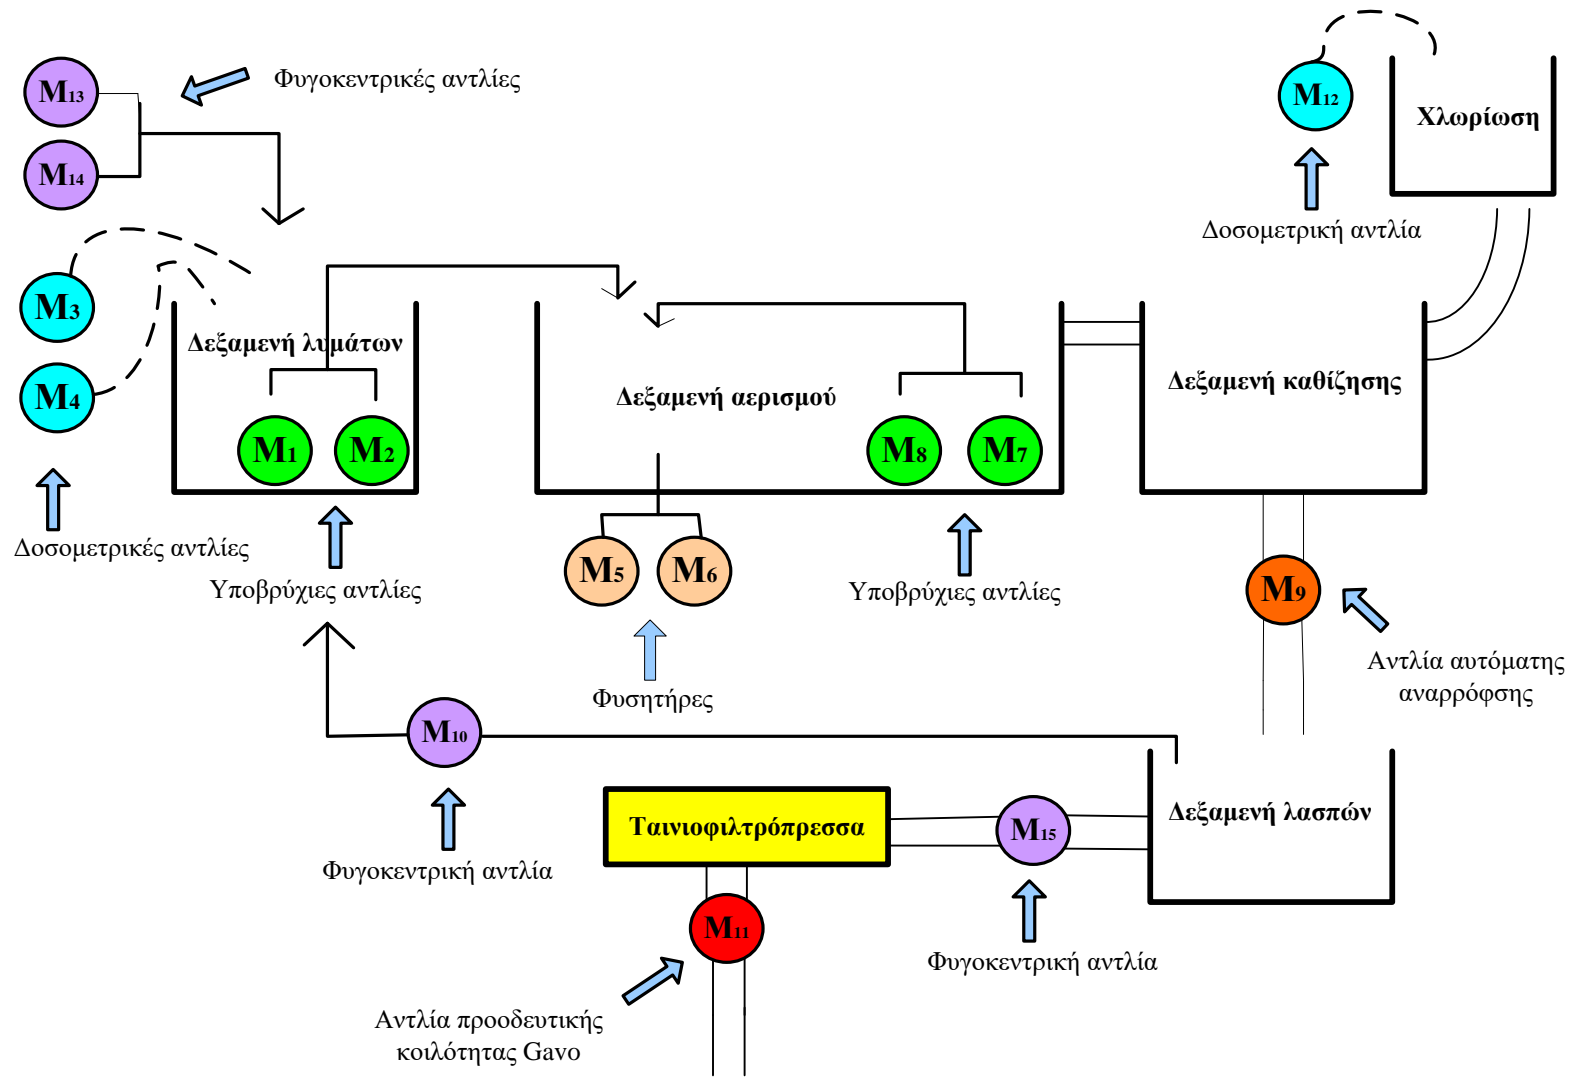 M13
Φυγοκεντρικές αντλίες
M12
Χλωρίωση
M14
Δοσομετρική αντλία
M3
Δεξαμενή λυμάτων
M4
Δεξαμενή αερισμού
Δεξαμενή καθίζησης
M1
M2
M8
M7
Δοσομετρικές αντλίες
Υποβρύχιες αντλίες
M5
M6
Υποβρύχιες αντλίες
M9
Φυσητήρες
Αντλία αυτόματης
αναρρόφσης
M10
Ταινιοφιλτρόπρεσσα
M15
Δεξαμενή λασπών
Φυγοκεντρική αντλία
M11
Φυγοκεντρική αντλία
Αντλία προοδευτικής
κοιλότητας Gavo